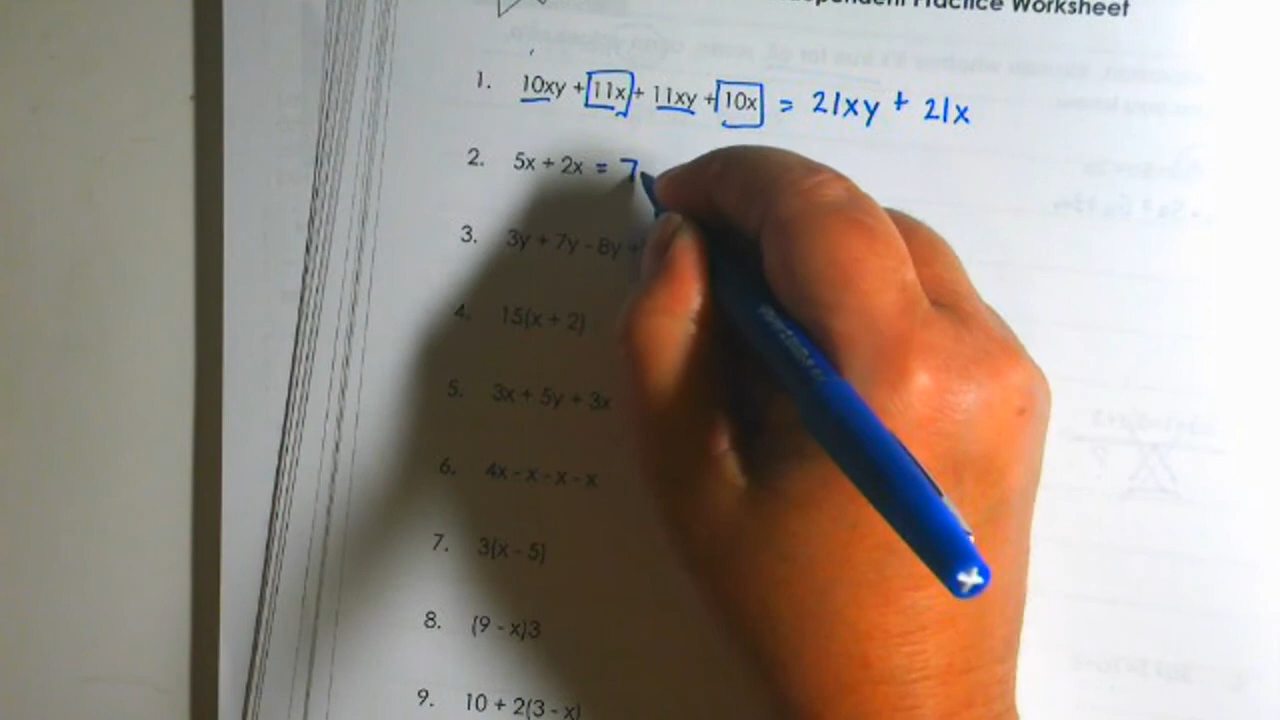 Practice Worksheet
1. 10xy + 11x + 11xy + 10x = 21xy + 21x
2. 5x + 2x = 7
3. 3y + 7y - 8y +
4. 15(x + 2)
5. 3x + 5y + 3x
6. 4x - x - x - x
7. 3(x - 5)
8. (9 - x)3
9. 10 + 2(3 - x)